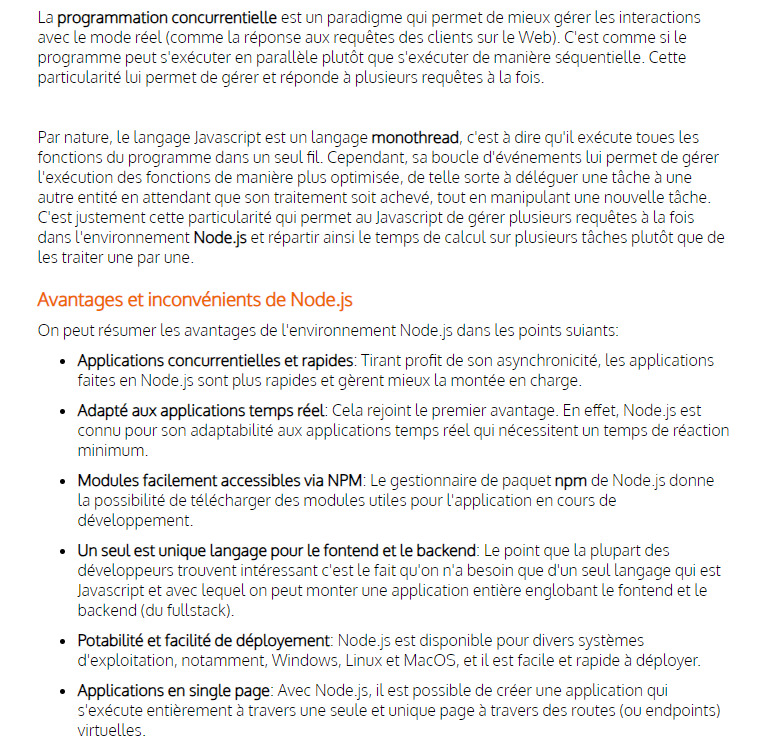 La programmation concurrentielle est un paradigme qui permet de mieux gérer les interactions
avec le mode réel (comme la réponse aux requêtes des clients sur le Web). C'est comme si le
programme peut s'exécuter en parallèle plutôt que s'exécuter de manière séquentielle. Cette
particularité lui permet de gérer et réponde à plusieurs requêtes à la fois.
Par nature, le langage Javascript est un langage monothread, c'est à dire qu'il exécute toues les
fonctions du programme dans un seul fil. Cependant, sa boucle d'événements lui permet de gérer
l'exécution des fonctions de manière plus optimisée, de telle sorte à déléguer une tâche à une
autre entité en attendant que son traitement soit achevé, tout en manipulant une nouvelle tâche.
C'est justement cette particularité qui permet au Javascript de gérer plusieurs requêtes à la fois
dans l'environnement Node.js et répartir ainsi le temps de calcul sur plusieurs tâches plutôt que de
les traiter une par une.
Avantages et inconvénients de Node.js
On peut résumer les avantages de l'environnement Node.js dans les points suiants:
• Applications concurrentielles et rapides: Tirant profit de son asynchronicité, les applications
faites en Node.js sont plus rapides et gèrent mieux la montée en charge.
• Adapté aux applications temps réel: Cela rejoint le premier avantage. En effet, Node.js est
connu pour son adaptabilité aux applications temps réel qui nécessitent un temps de réaction
minimum.
• Modules facilement accessibles via NPM: Le gestionnaire de paquet npm de Node.js donne
la possibilité de télécharger des modules utiles pour l'application en cours de
développement.
• Un seul est unique langage pour le fontend et le backend: Le point que la plupart des
développeurs trouvent intéressant c'est le fait qu'on n'a besoin que d'un seul langage qui est
Javascript et avec lequel on peut monter une application entière englobant le fontend et le
backend (du fullstack).
• Potabilité et facilité de déployement: Node.js est disponible pour divers systèmes
d'exploitation, notamment, Windows, Linux et MacOS, et il est facile et rapide à déployer.
• Applications en single page: Avec Node.js, il est possible de créer une application qui
s'exécute entièrement à travers une seule et unique page à travers des routes (ou endpoints)
virtuelles.